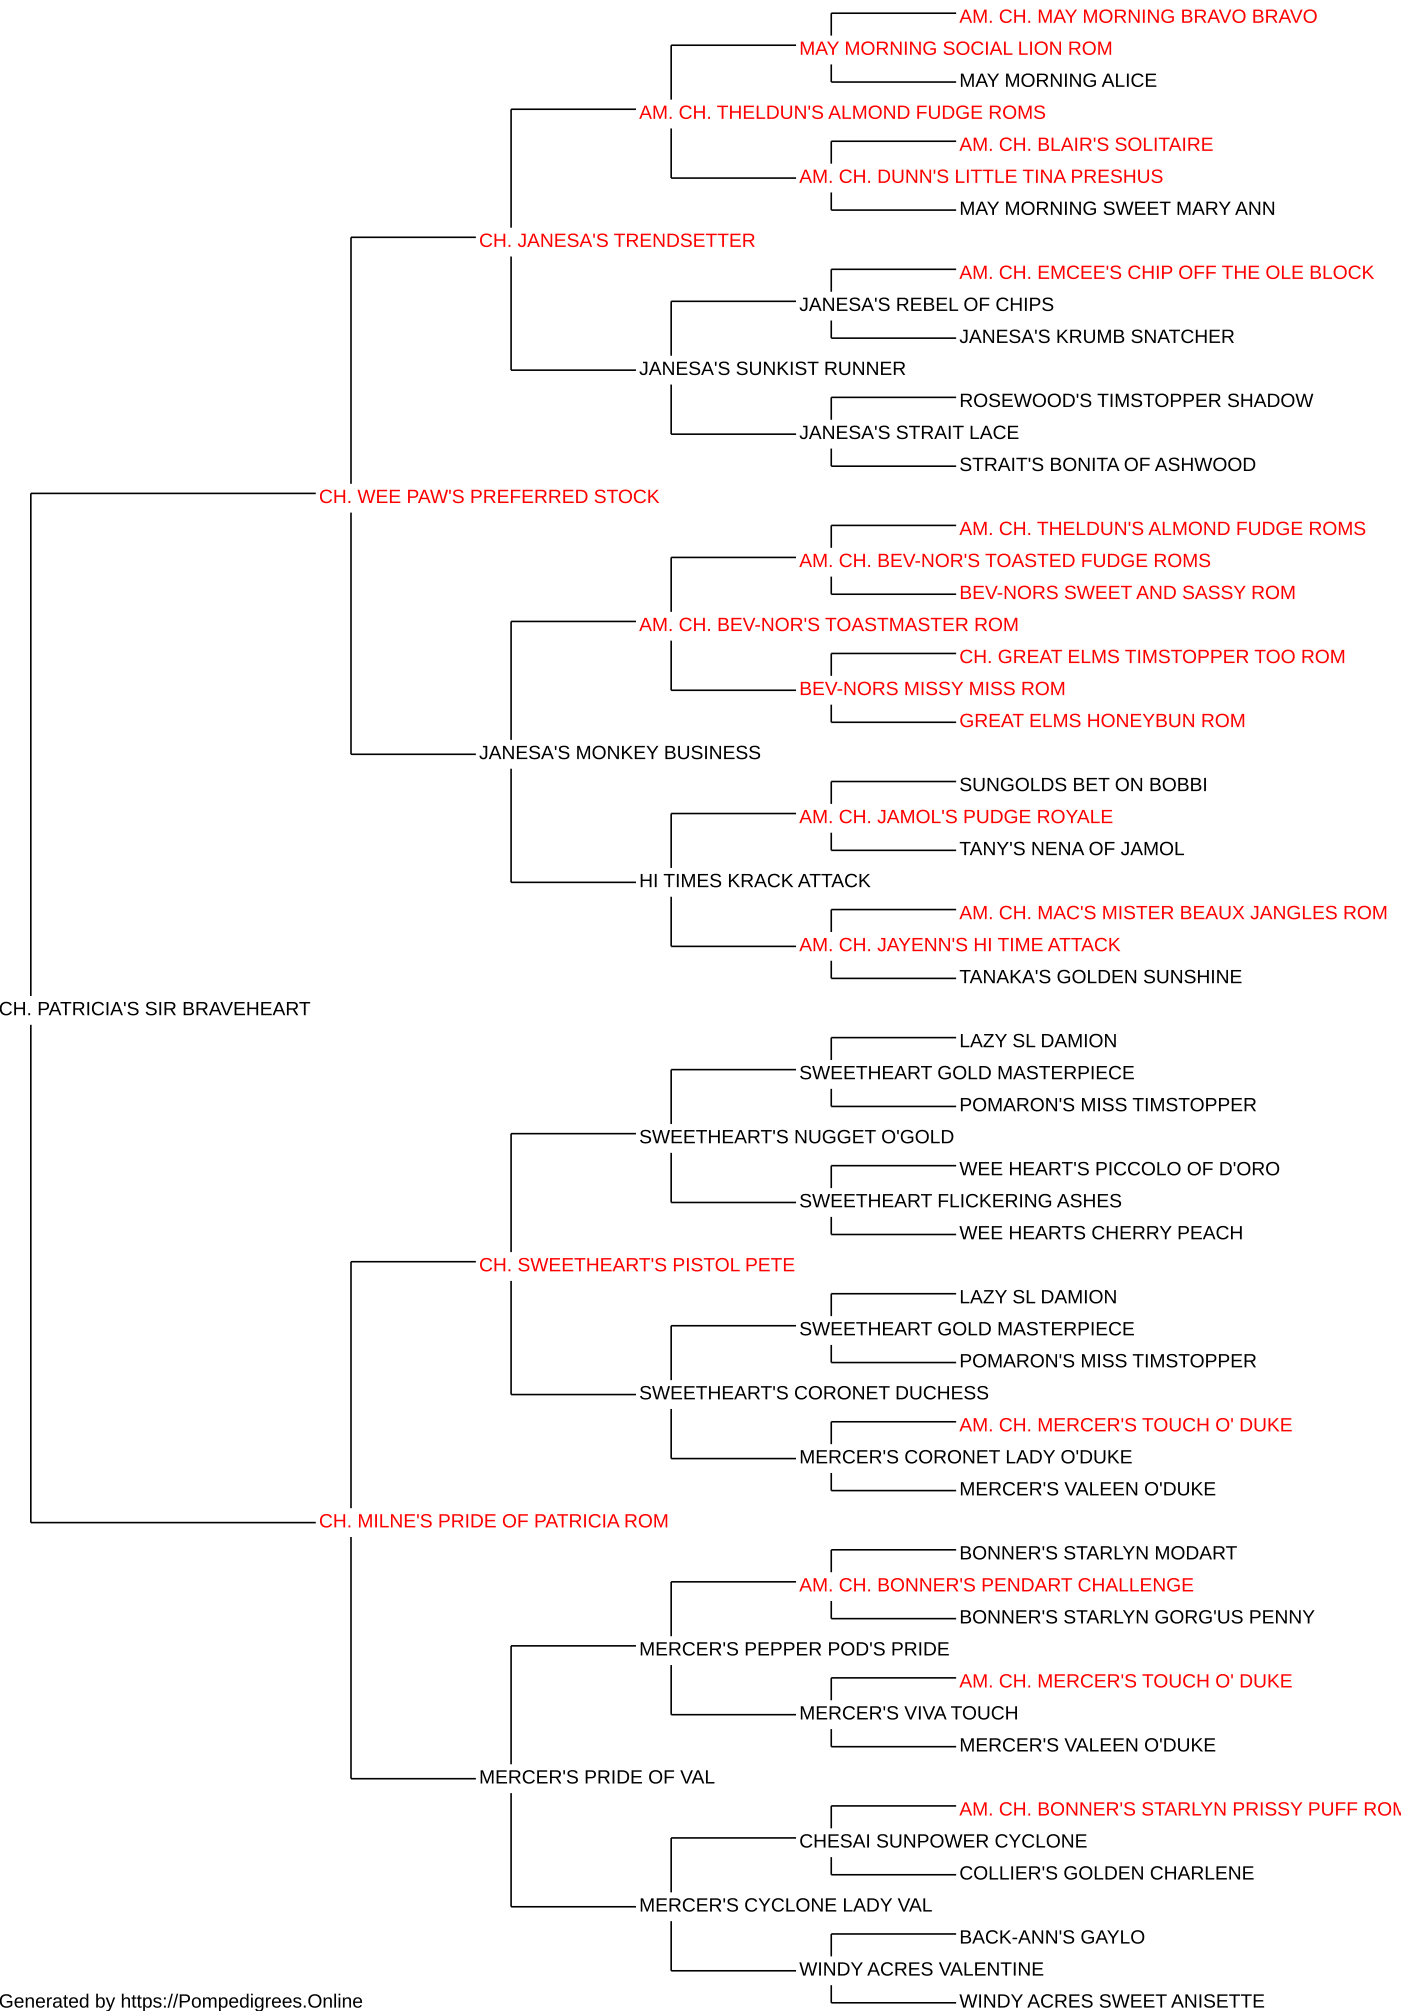 AM. CH. MAY MORNING BRAVO BRAVO
MAY MORNING SOCIAL LION ROM
MAY MORNING ALICE
AM. CH. THELDUN'S ALMOND FUDGE ROMS
AM. CH. BLAIR'S SOLITAIRE
AM. CH. DUNN'S LITTLE TINA PRESHUS
MAY MORNING SWEET MARY ANN
CH. JANESA'S TRENDSETTER
AM. CH. EMCEE'S CHIP OFF THE OLE BLOCK
JANESA'S REBEL OF CHIPS
JANESA'S KRUMB SNATCHER
JANESA'S SUNKIST RUNNER
ROSEWOOD'S TIMSTOPPER SHADOW
JANESA'S STRAIT LACE
STRAIT'S BONITA OF ASHWOOD
CH. WEE PAW'S PREFERRED STOCK
AM. CH. THELDUN'S ALMOND FUDGE ROMS
AM. CH. BEV-NOR'S TOASTED FUDGE ROMS
BEV-NORS SWEET AND SASSY ROM
AM. CH. BEV-NOR'S TOASTMASTER ROM
CH. GREAT ELMS TIMSTOPPER TOO ROM
BEV-NORS MISSY MISS ROM
GREAT ELMS HONEYBUN ROM
JANESA'S MONKEY BUSINESS
SUNGOLDS BET ON BOBBI
AM. CH. JAMOL'S PUDGE ROYALE
TANY'S NENA OF JAMOL
HI TIMES KRACK ATTACK
AM. CH. MAC'S MISTER BEAUX JANGLES ROM
AM. CH. JAYENN'S HI TIME ATTACK
TANAKA'S GOLDEN SUNSHINE
CH. PATRICIA'S SIR BRAVEHEART
LAZY SL DAMION
SWEETHEART GOLD MASTERPIECE
POMARON'S MISS TIMSTOPPER
SWEETHEART'S NUGGET O'GOLD
WEE HEART'S PICCOLO OF D'ORO
SWEETHEART FLICKERING ASHES
WEE HEARTS CHERRY PEACH
CH. SWEETHEART'S PISTOL PETE
LAZY SL DAMION
SWEETHEART GOLD MASTERPIECE
POMARON'S MISS TIMSTOPPER
SWEETHEART'S CORONET DUCHESS
AM. CH. MERCER'S TOUCH O' DUKE
MERCER'S CORONET LADY O'DUKE
MERCER'S VALEEN O'DUKE
CH. MILNE'S PRIDE OF PATRICIA ROM
BONNER'S STARLYN MODART
AM. CH. BONNER'S PENDART CHALLENGE
BONNER'S STARLYN GORG'US PENNY
MERCER'S PEPPER POD'S PRIDE
AM. CH. MERCER'S TOUCH O' DUKE
MERCER'S VIVA TOUCH
MERCER'S VALEEN O'DUKE
MERCER'S PRIDE OF VAL
AM. CH. BONNER'S STARLYN PRISSY PUFF ROM
CHESAI SUNPOWER CYCLONE
COLLIER'S GOLDEN CHARLENE
MERCER'S CYCLONE LADY VAL
BACK-ANN'S GAYLO
WINDY ACRES VALENTINE
WINDY ACRES SWEET ANISETTE
Generated by https://Pompedigrees.Online